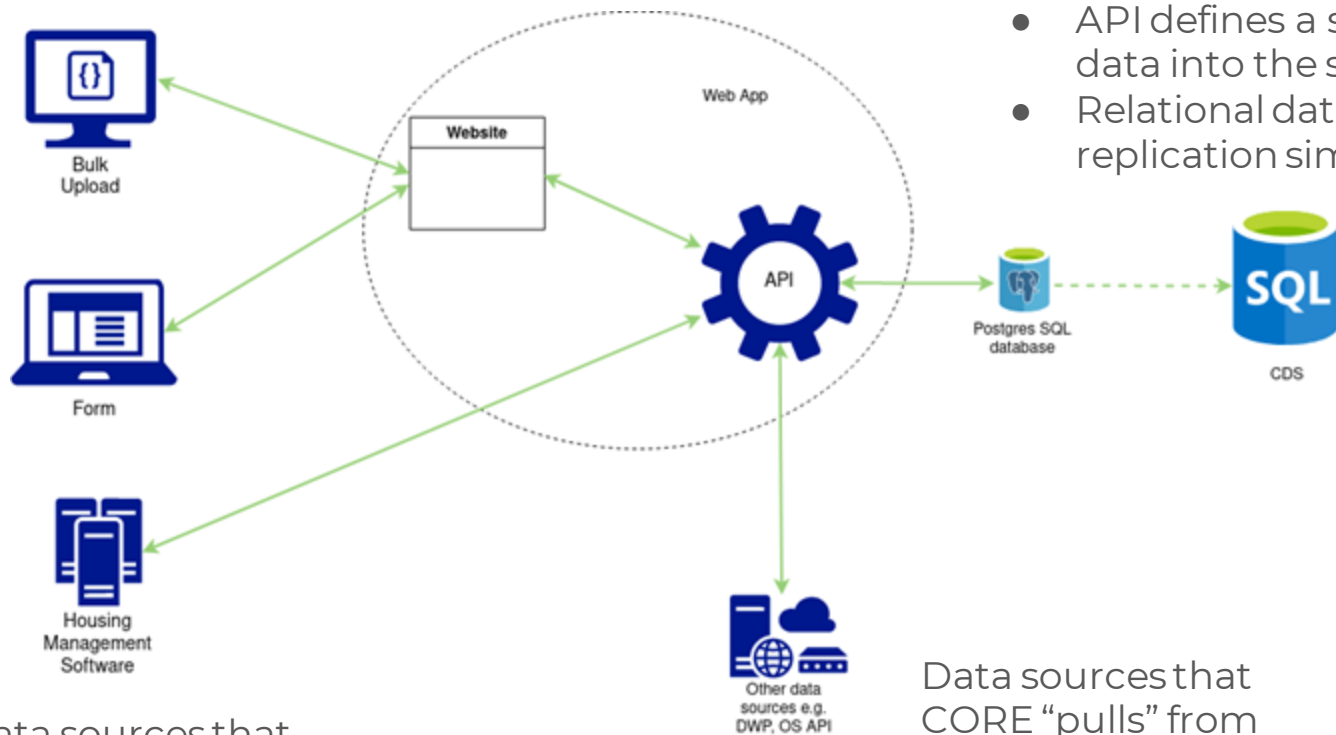 ● API defines a s
data into the s
● Relational dat
replication sim
{}
Bulk
Upload
Web App
Website
API
SQL
Postgres SQL
database
CDS
Form
Housing
Management
Software
Other data
sources e.g.
DWP, OS API
Data sources that
CORE “pulls” from
ata sources that